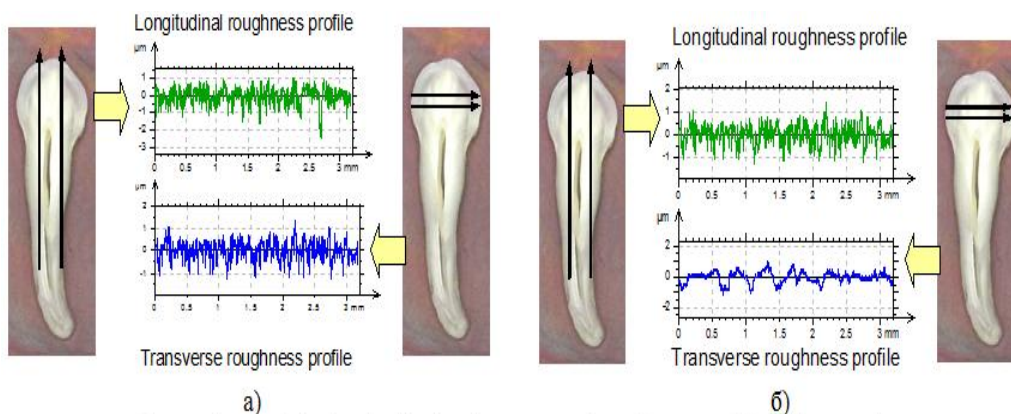 Longitudinal roughness profile
µm
1
0
-1
-2
-3
0 0.5 1 1.5 2 2.5 3 mm
µm
2
1
0
-1
0 0.5 1 1.5 2 2.5 3 mm
Transverse roughness profile
а)
Longitudinal roughness profile
µm
2
1
0
-1
0 0.5 1 1.5 2 2.5 3 mm
µm
2
0
-2
0 0.5 1 1.5 2 2.5 3 mm
Transverse roughness profile
б)